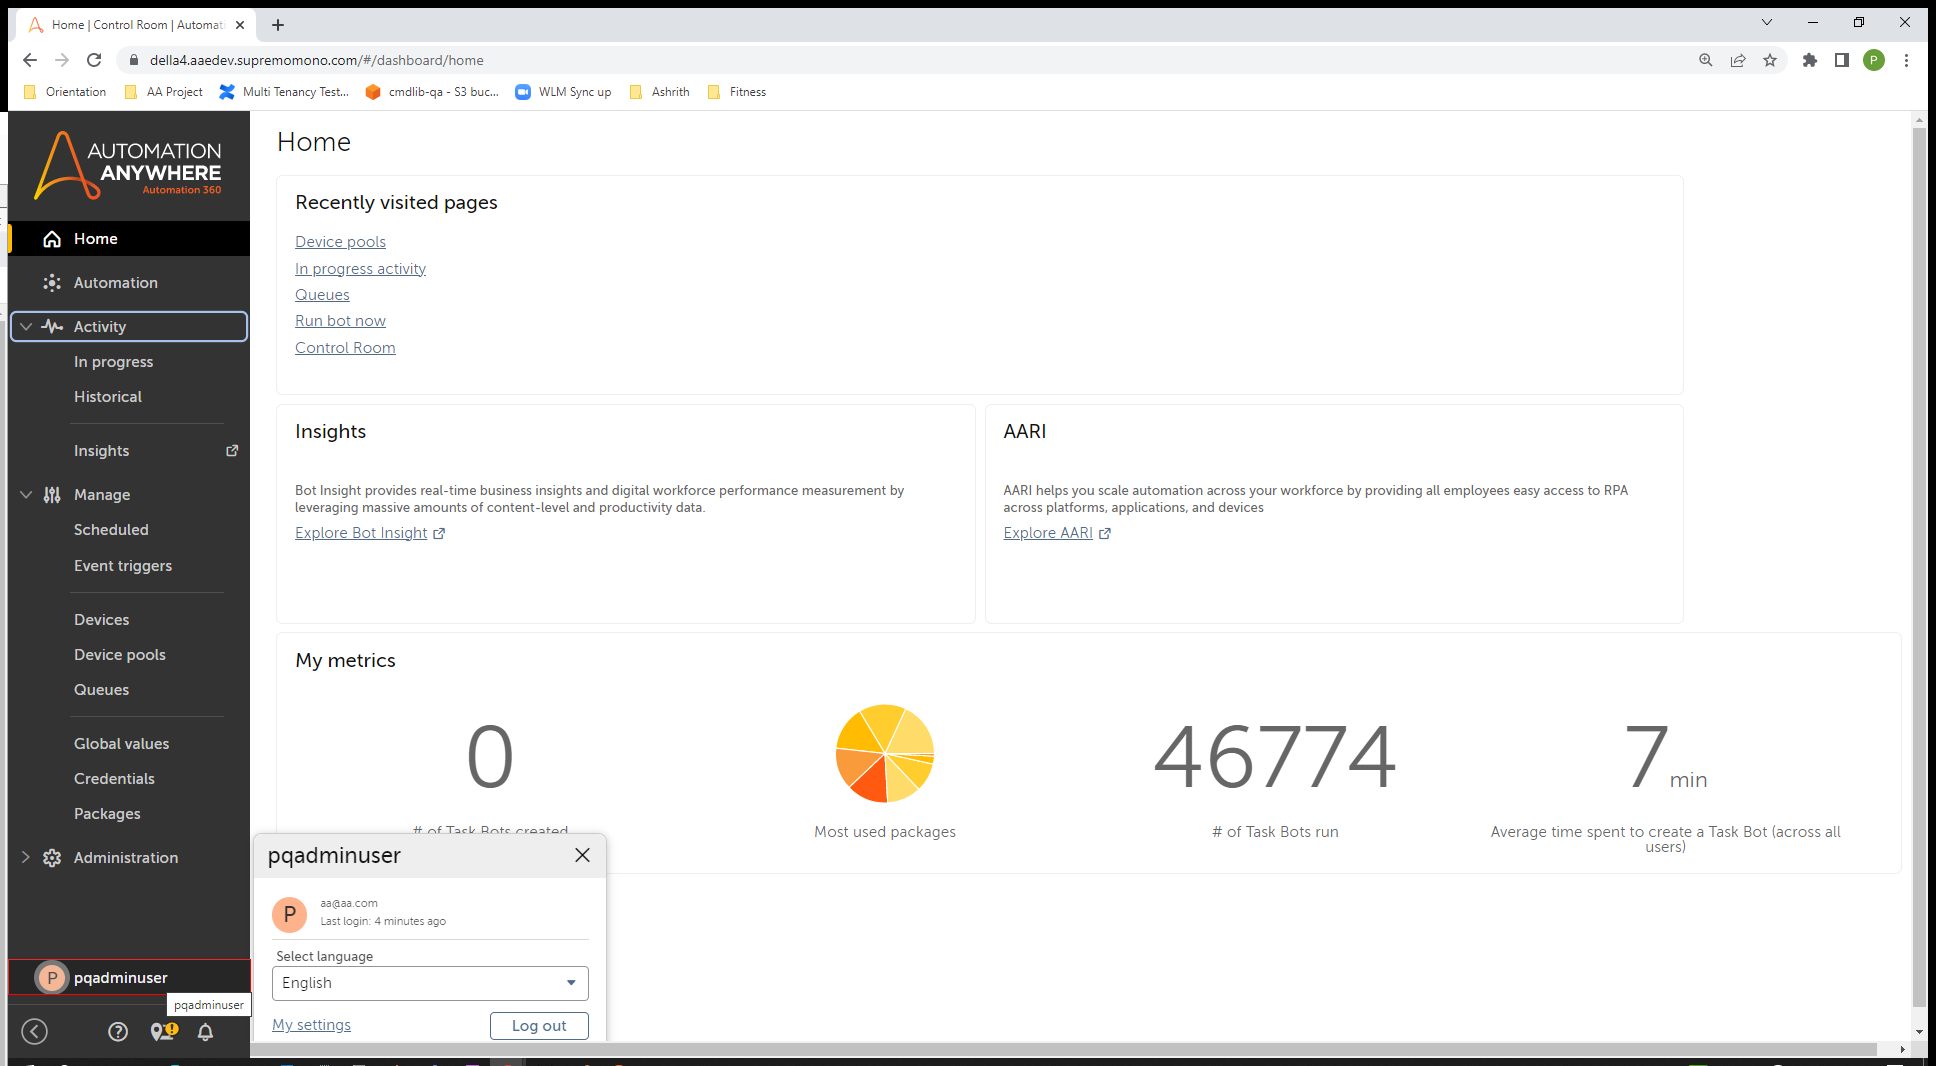 Home | Control Room | Automati
della4.aaedev.supremomono.com/#/dashboard/home
P
Orientation
AA Project
Multi Tenancy Test...
cmdlib-qa - S3 buc...
WLM Sync up
Ashrith
Fitness
AUTOMATION
ANYWHERE
Automation 360
Home
Automation
Activity
In progress
Historical
Insights
Manage
Scheduled
Event triggers
Devices
Device pools
Queues
Global values
Credentials
Packages
Administration
P pqadminuser
pqadminuser
Home
Recently visited pages
Device pools
In progress activity
Queues
Run bot now
Control Room
Insights
Bot Insight provides real-time business insights and digital workforce performance measurement by
leveraging massive amounts of content-level and productivity data.
Explore Bot Insight
AARI
AARI helps you scale automation across your workforce by providing all employees easy access to RPA
across platforms, applications, and devices
Explore AARI
My metrics
0
# of Task Bots created
Most used packages
46774
# of Task Bots run
7 min
Average time spent to create a Task Bot (across all
users)
pqadminuser
P
aa@aa.com
Last login: 4 minutes ago
Select language
English
My settings
Log out